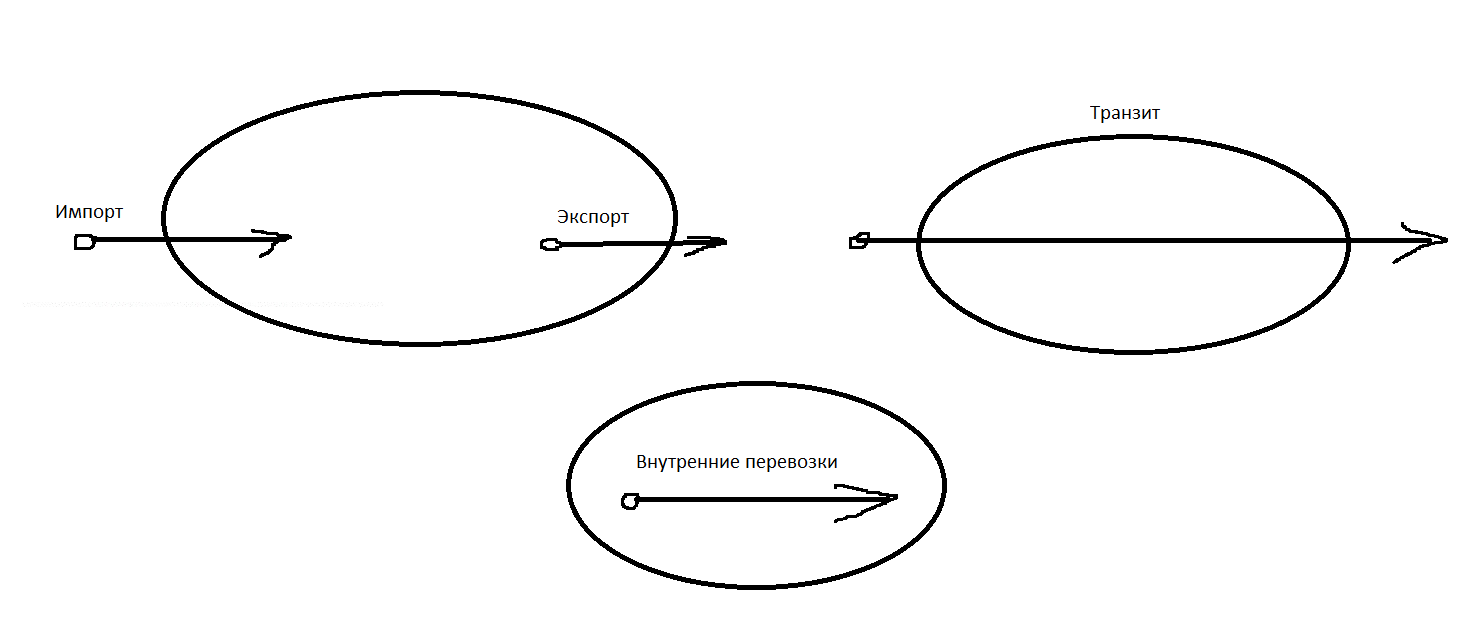 Импорт
Экспорт
Транзит
Внутренние перевозки